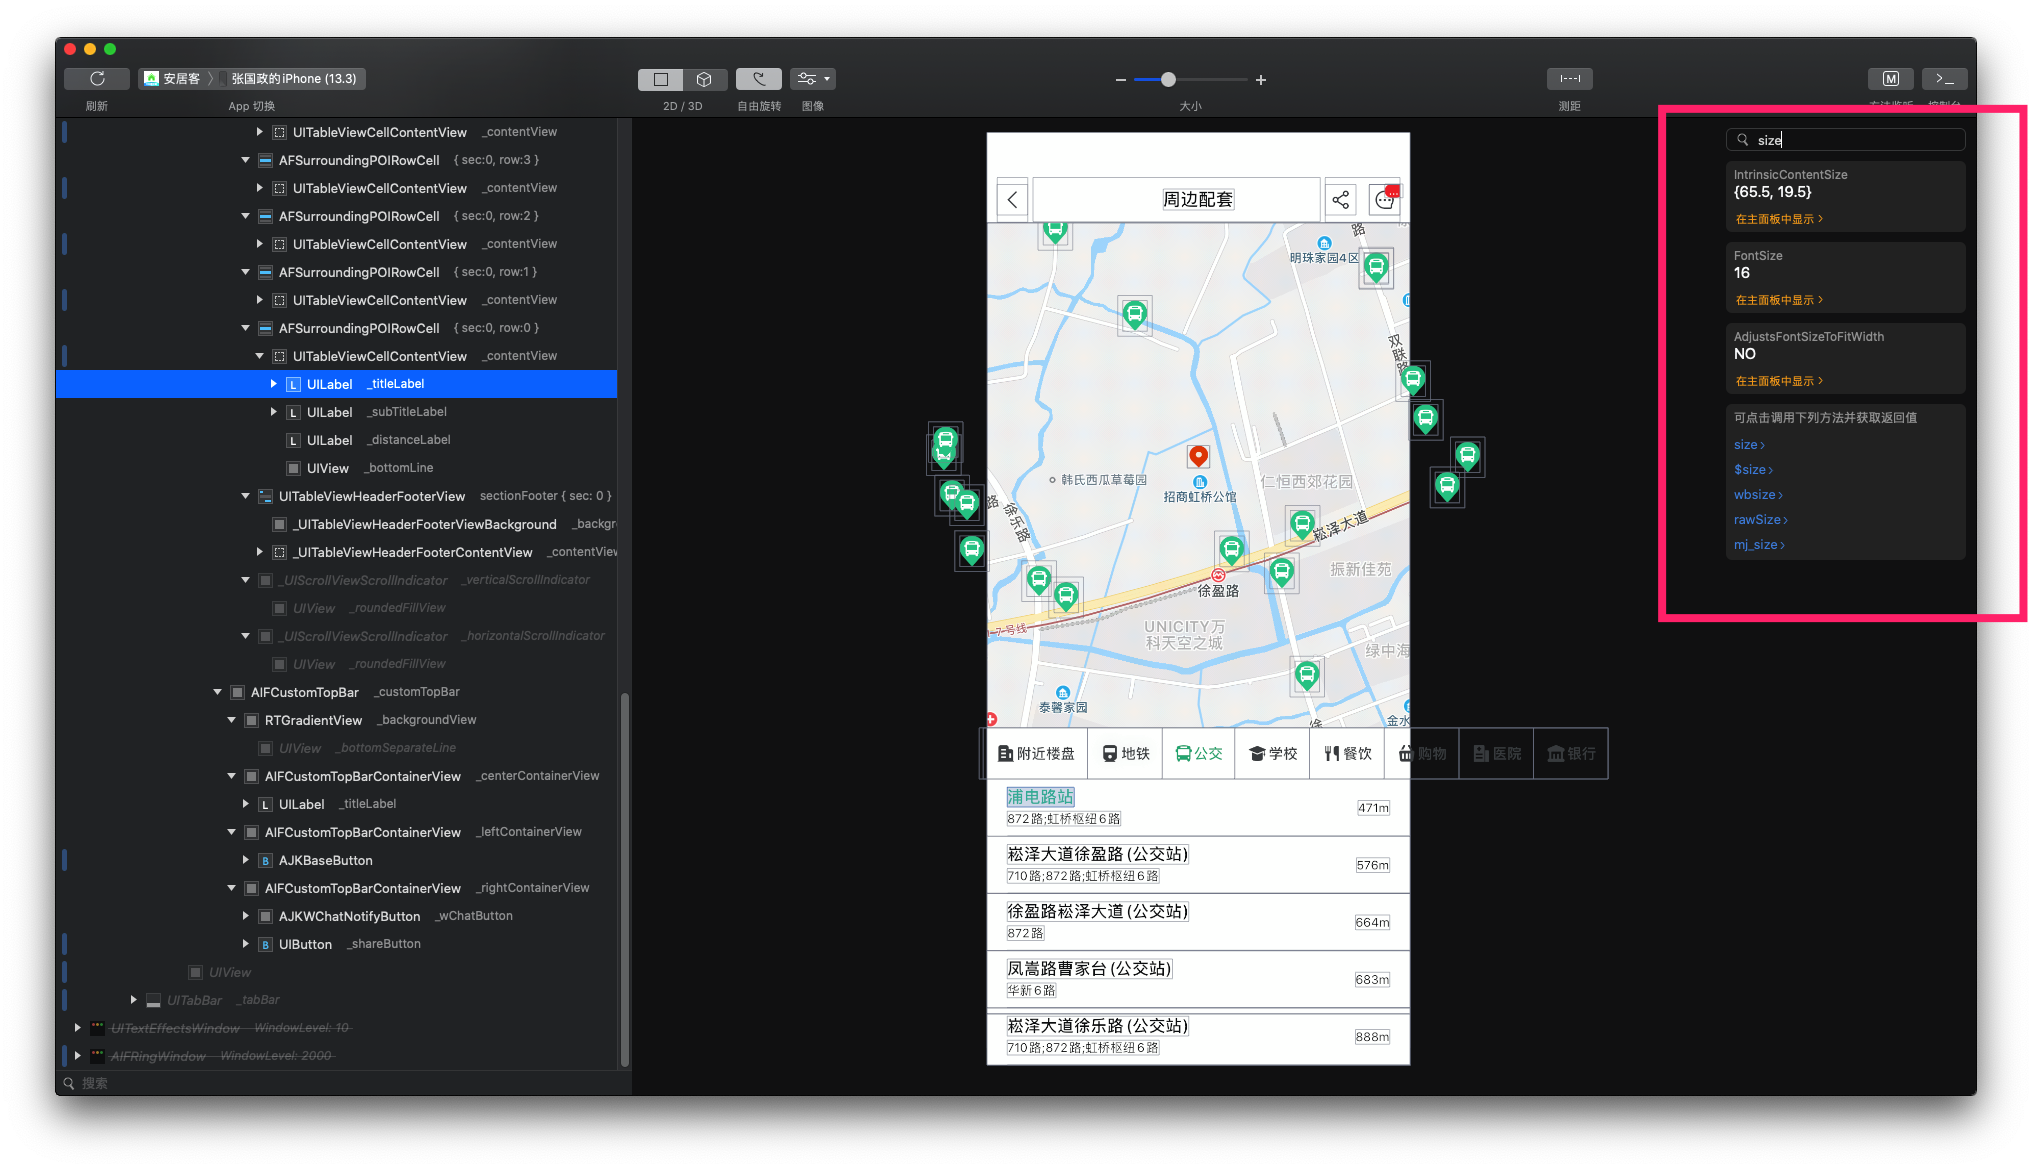 安居客 〉 张国政的iPhone (13.3)
刷新
App 切换
2D / 3D
自由旋转
图像
大小
测距
M
方法监听
控制台
UITableViewCellContentView _contentView
AFSurroundingPOIRowCell { sec:0, row:3 }
UITableViewCellContentView _contentView
AFSurroundingPOIRowCell { sec:0, row:2 }
UITableViewCellContentView _contentView
AFSurroundingPOIRowCell { sec:0, row:1 }
UITableViewCellContentView _contentView
AFSurroundingPOIRowCell { sec:0, row:0 }
UITableViewCellContentView _contentView
L UILabel _titleLabel
L UILabel _subTitleLabel
L UILabel _distanceLabel
UIView _bottomLine
UITableViewHeaderFooterView sectionFooter { sec: 0 }
_UITableViewHeaderFooterViewBackground _backgr
_UITableViewHeaderFooterContentView _contentView
_UIScrollViewScrollIndicator _verticalScrollIndicator
UIView _roundedFillView
_UIScrollViewScrollIndicator _horizontalScrollIndicator
UIView _roundedFillView
AIFCustomTopBar _customTopBar
RTGradientView _backgroundView
UIView _bottomSeparateLine
AIFCustomTopBarContainerView _centerContainerView
L UILabel _titleLabel
AIFCustomTopBarContainerView _leftContainerView
B AJKBaseButton
AIFCustomTopBarContainerView _rightContainerView
AJKWChatNotifyButton _wChatButton
B UIButton _shareButton
UIView
UITabBar _tabBar
UITextEffectsWindow WindowLevel: 10
AIFRingWindow WindowLevel: 2000
搜索
周边配套
路
明珠家园4区
双联路
韩氏西瓜草莓园
招商虹桥公馆
仁恒西郊花园
路
徐乐路
崧泽大道
振新佳苑
徐盈路
17号线
UNICITY万
科天空之城
绿中海
泰馨家园
徐
金水
附近楼盘
地铁
公交
学校
餐饮
购物
医院
银行
浦电路站
872路;虹桥枢纽6路
471m
崧泽大道徐盈路(公交站)
710路;872路;虹桥枢纽6路
576m
徐盈路崧泽大道(公交站)
872路
664m
凤嵩路曹家台(公交站)
华新6路
683m
崧泽大道徐乐路(公交站)
710路;872路;虹桥枢纽6路
888m
size
IntrinsicContentSize
{65.5, 19.5}
在主面板中显示 ›
FontSize
16
在主面板中显示 ›
AdjustsFontSizeToFitWidth
NO
在主面板中显示 ›
可点击调用下列方法并获取返回值
size ›
$size ›
wbsize ›
rawSize ›
mj_size ›